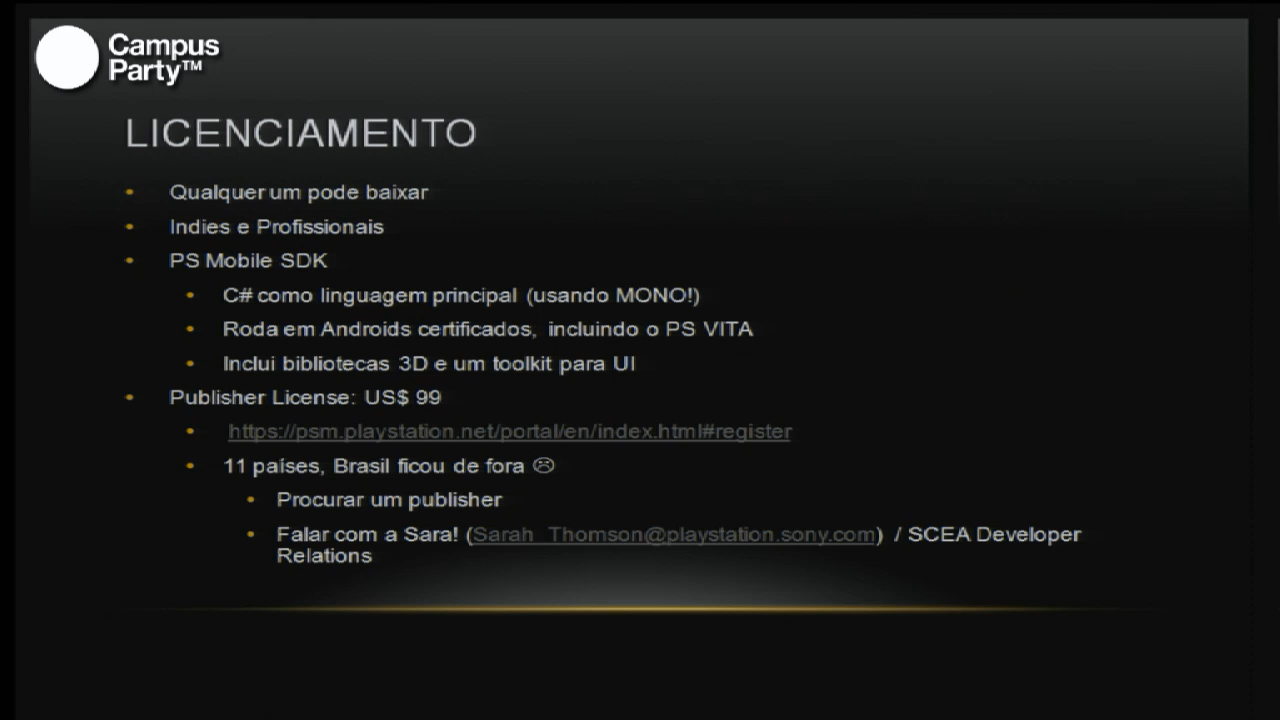 Campus
Party™
LICENCIAMENTO
• Qualquer um pode baixar
• Indies e Profissionais
• PS Mobile SDK
• C# como linguagem principal (usando MONO!)
• Roda em Androids certificados, incluindo o PS VITA
• Inclui bibliotecas 3D e um toolkit para UI
• Publisher License: US$ 99
• https://psm.playstation.net/portal/en/index.html#register
• 11 países, Brasil ficou de fora ☹
• Procurar um publisher
• Falar com a Sara! (Sarah_Thomson@playstation.sony.com) / SCEA Developer
Relations